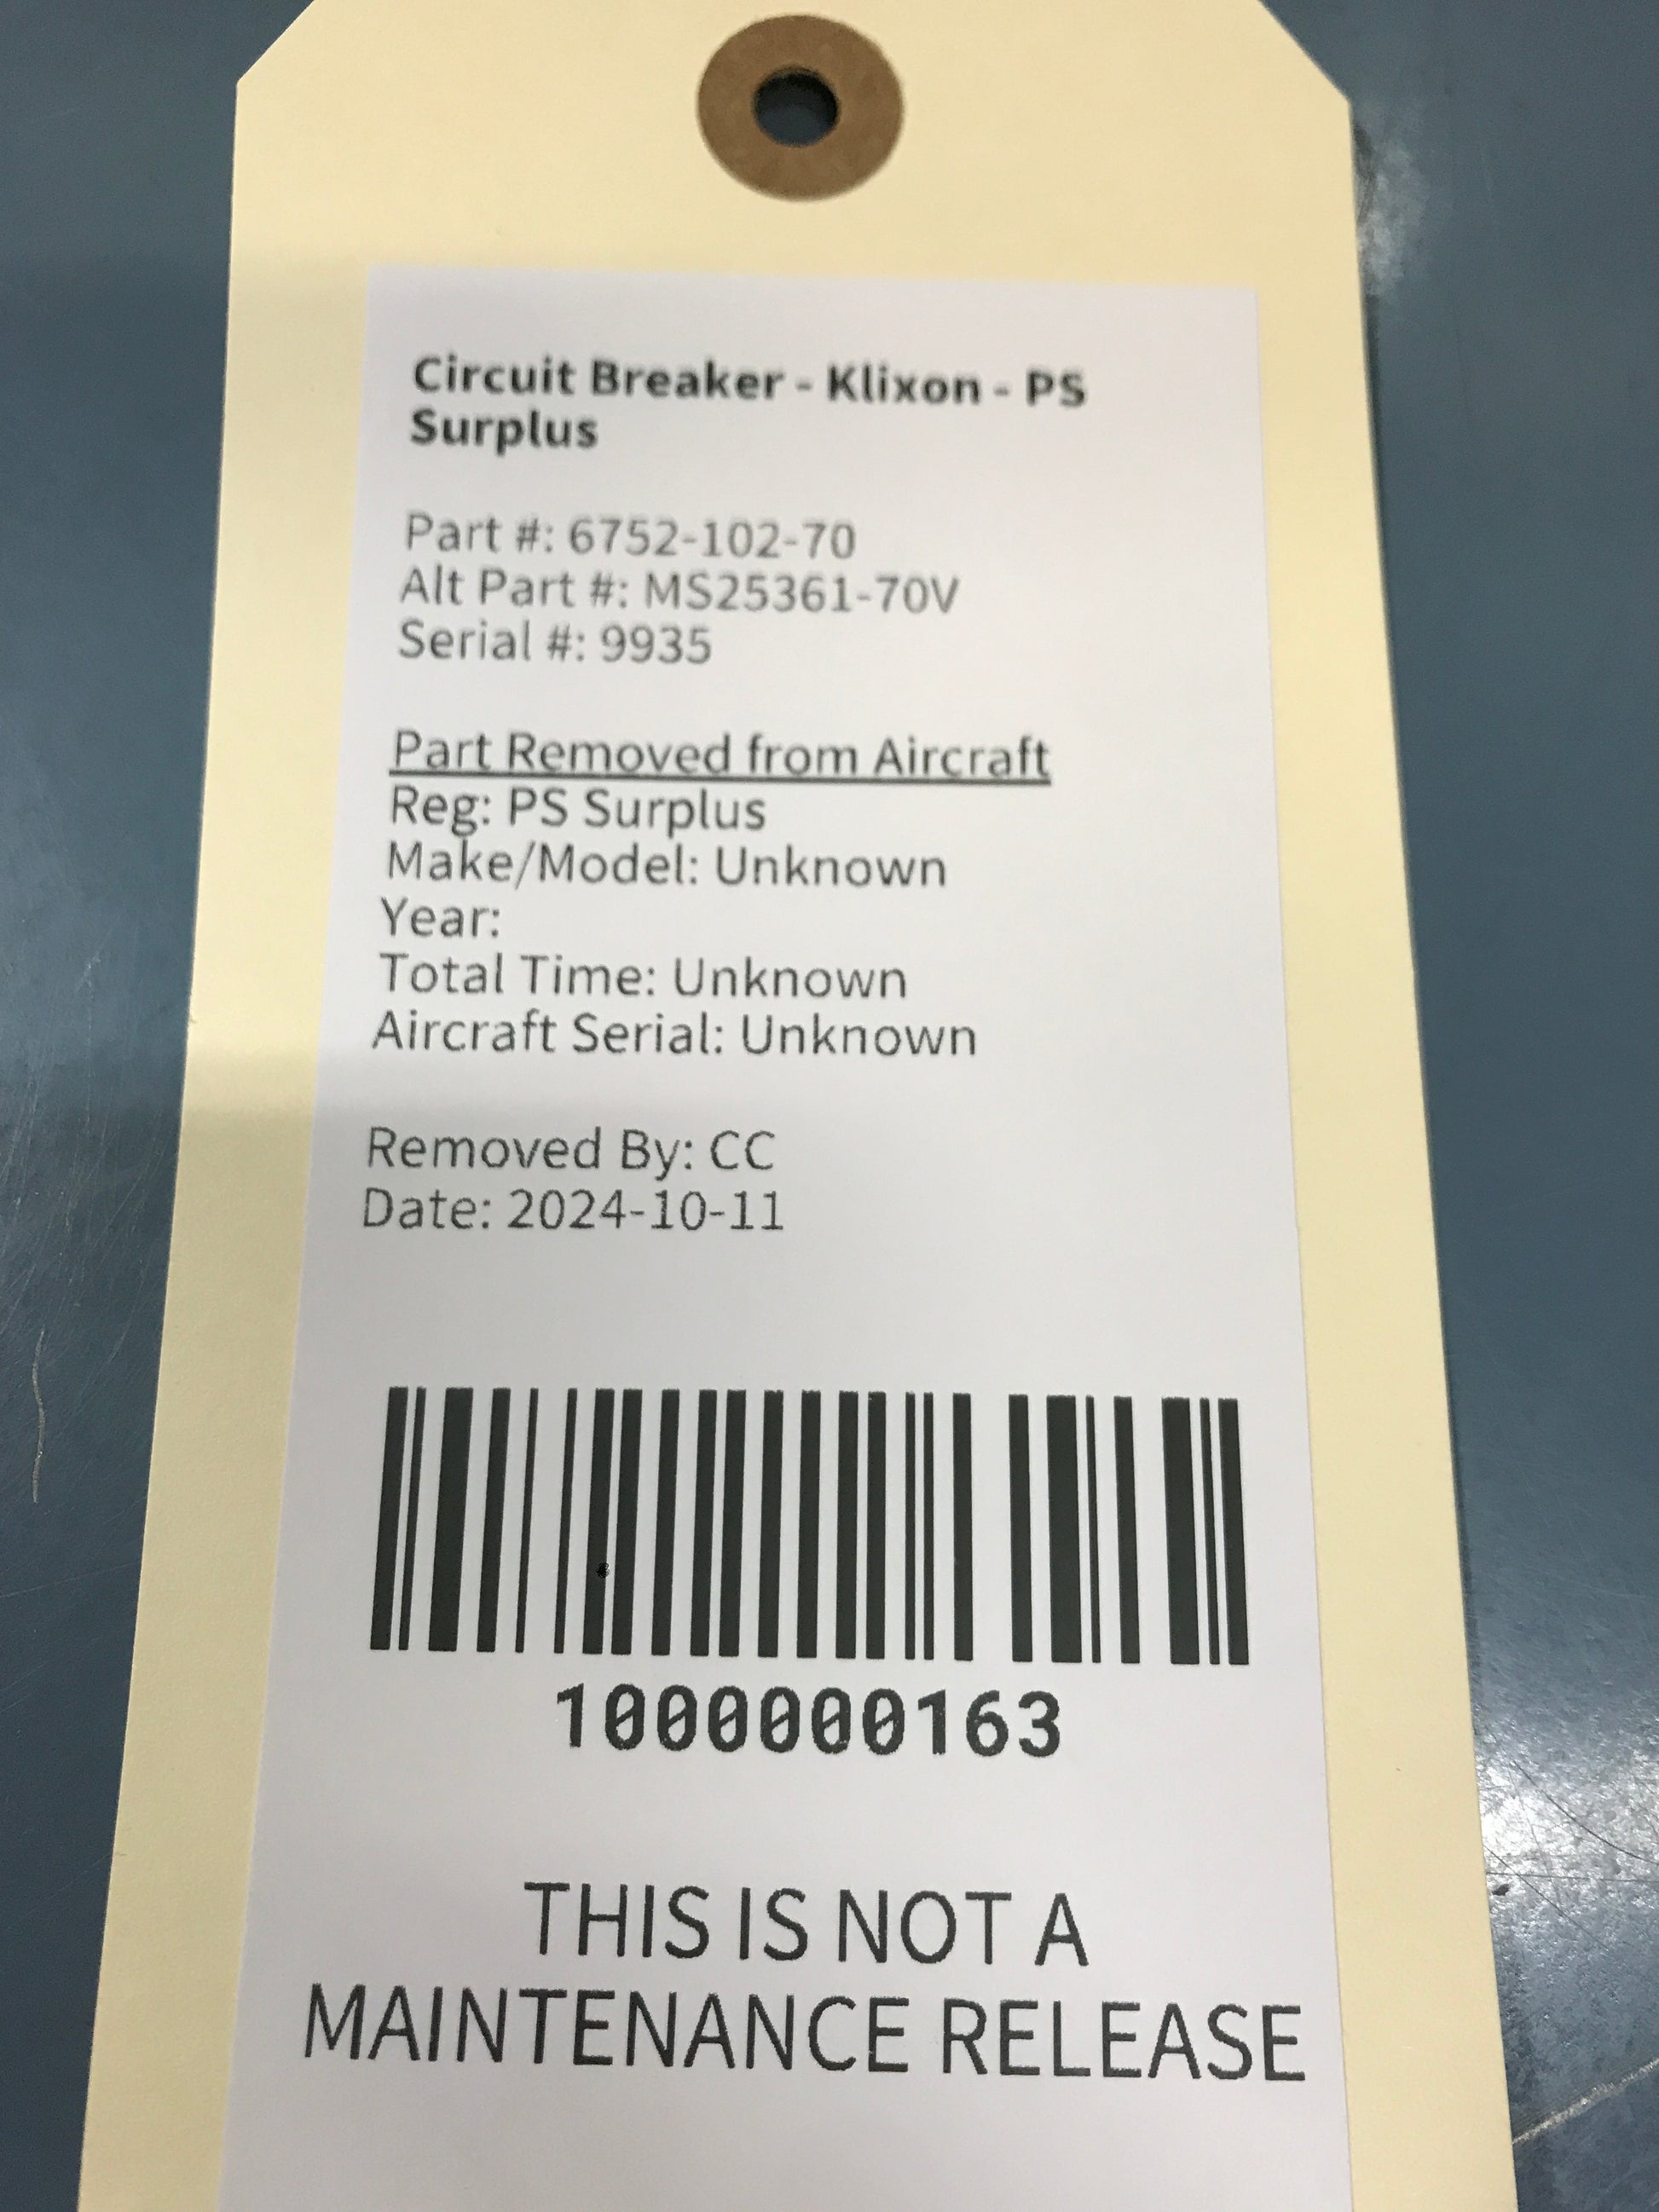 Circuit Breaker - Klixon - PS
Surplus
Part #: 6752-102-70
Alt Part #: MS25361-70V
Serial #: 9935
Part Removed from Aircraft
Reg: PS Surplus
Make/Model: Unknown
Year:
Total Time: Unknown
Aircraft Serial: Unknown
Removed By: CC
Date: 2024-10-11
1000000163
THIS IS NOT A
MAINTENANCE RELEASE